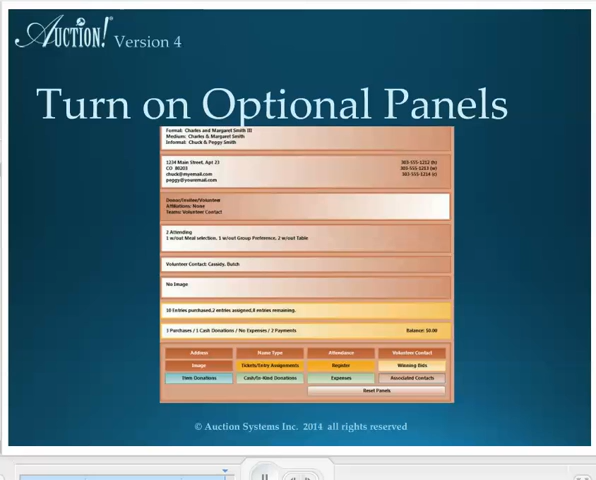 AUCTION!® Version 4
Turn on Optional Panels
Formal: Charles and Margaret Smith III
Medium: Charles & Margaret Smith
Informal: Chuck & Peggy Smith
1234 Main Street, Apt 27 303-555-1212 (h)
CO 80203 303-555-1213 (w)
chuck@myemail.com 303-555-1214 (c)
peggy@youremail.com
Donor/Invitee/Volunteer
Affiliations: None
Teams: Volunteer Contact
2 Attending
1 w/out Meal selection, 1 w/out Group Preference, 2 w/out Table
Volunteer Contact: Cassidy, Butch
No Image
10 Entries purchased, 2 entries assigned, 8 entries remaining.
3 Purchases / 1 Cash Donations / No Expenses / 2 Payments Balance: $0.00
Address Name Type Attendance Volunteer Contact
Image Tickets/Entry Assignments Register Winning Bids
Item Donations Cash/In-Kind Donations Expenses Associated Contacts
Reset Panels
© Auction Systems Inc. 2014 all rights reserved